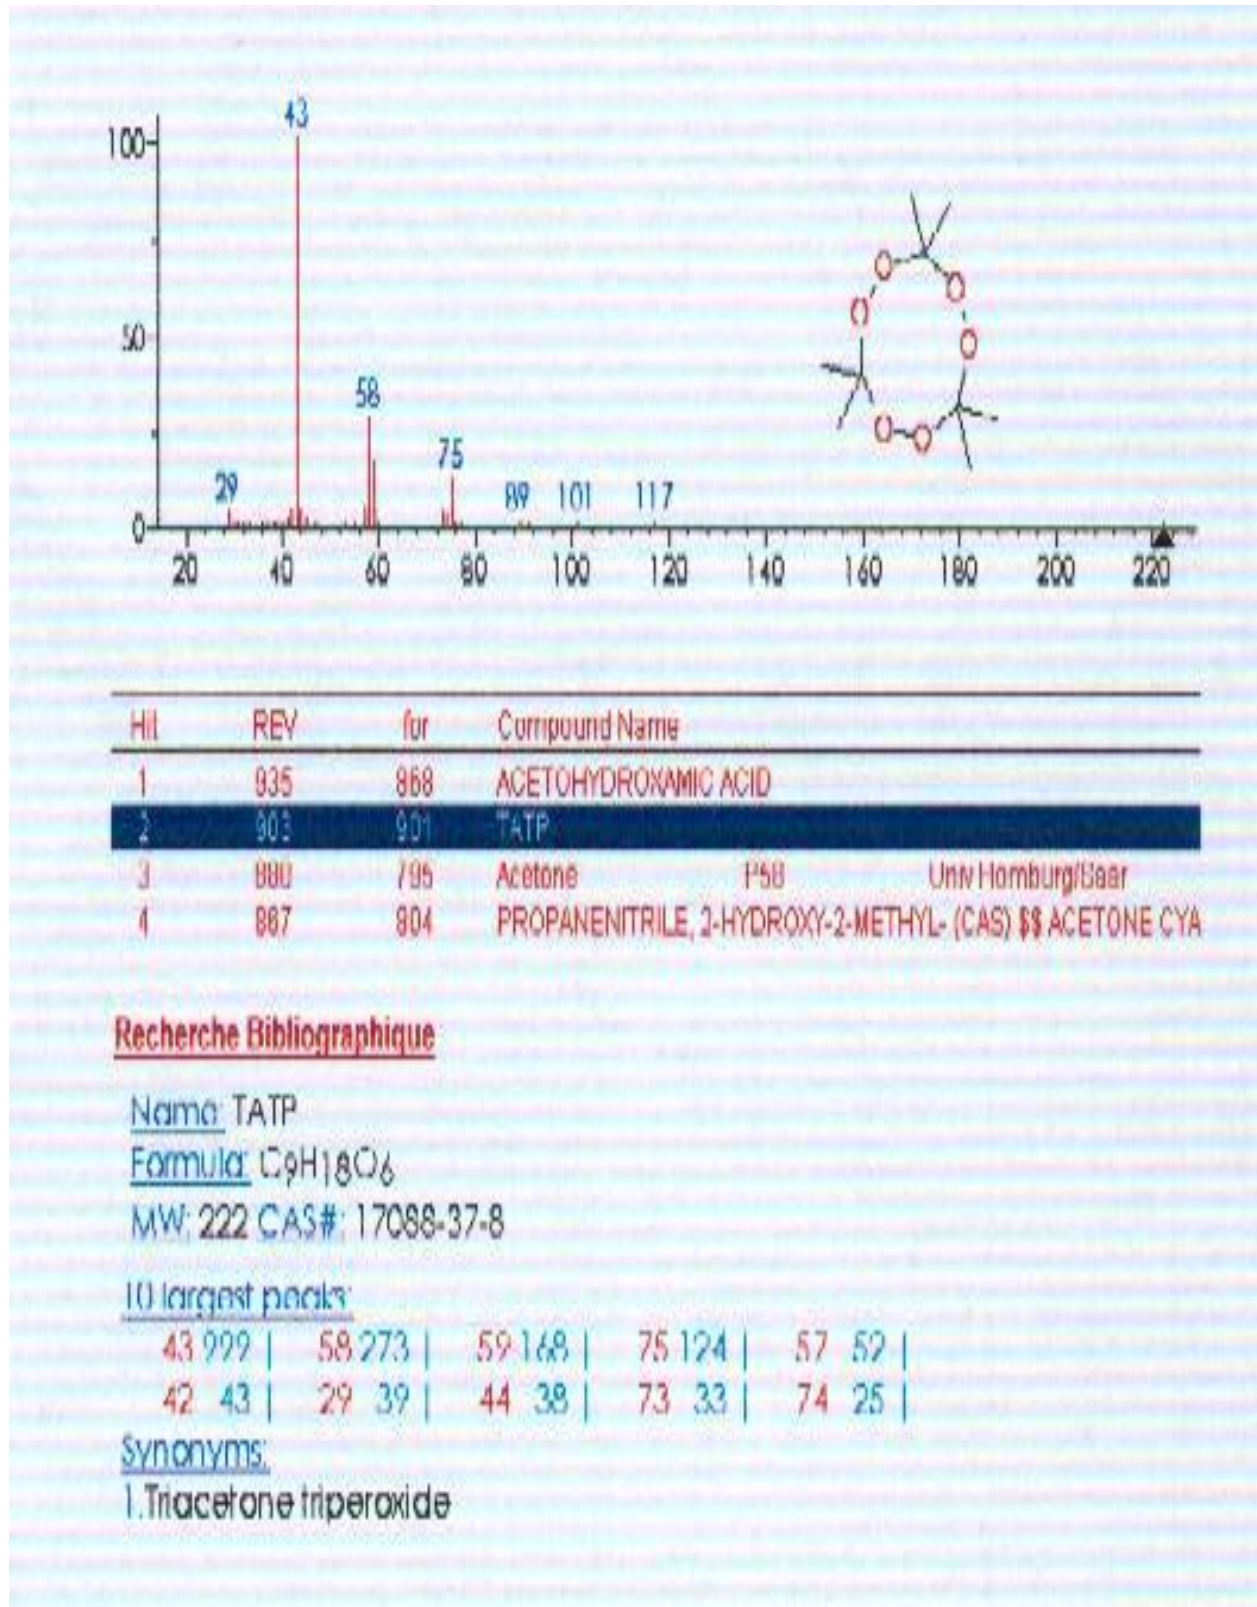 43
100
50
58
75
29
89 101 117
0
20 40 60 80 100 120 140 160 180 200 220
O
O
O
O
O
O
Hit REV for Compound Name
1 935 868 ACETOHYDROXAMIC ACID
2 903 901 TATP
3 880 795 Acetone P58 Univ Homburg/Saar
4 867 804 PROPANENITRILE, 2-HYDROXY-2-METHYL- (CAS) $$ ACETONE CYA
Recherche Bibliographique
Name: TATP
Formula: C9H18O6
MW: 222 CAS#: 17088-37-8
10 largest peaks:
43 999 | 58 273 | 59 168 | 75 124 | 57 52 |
42 43 | 29 39 | 44 38 | 73 33 | 74 25 |
Synonyms:
1. Triacetone triperoxide